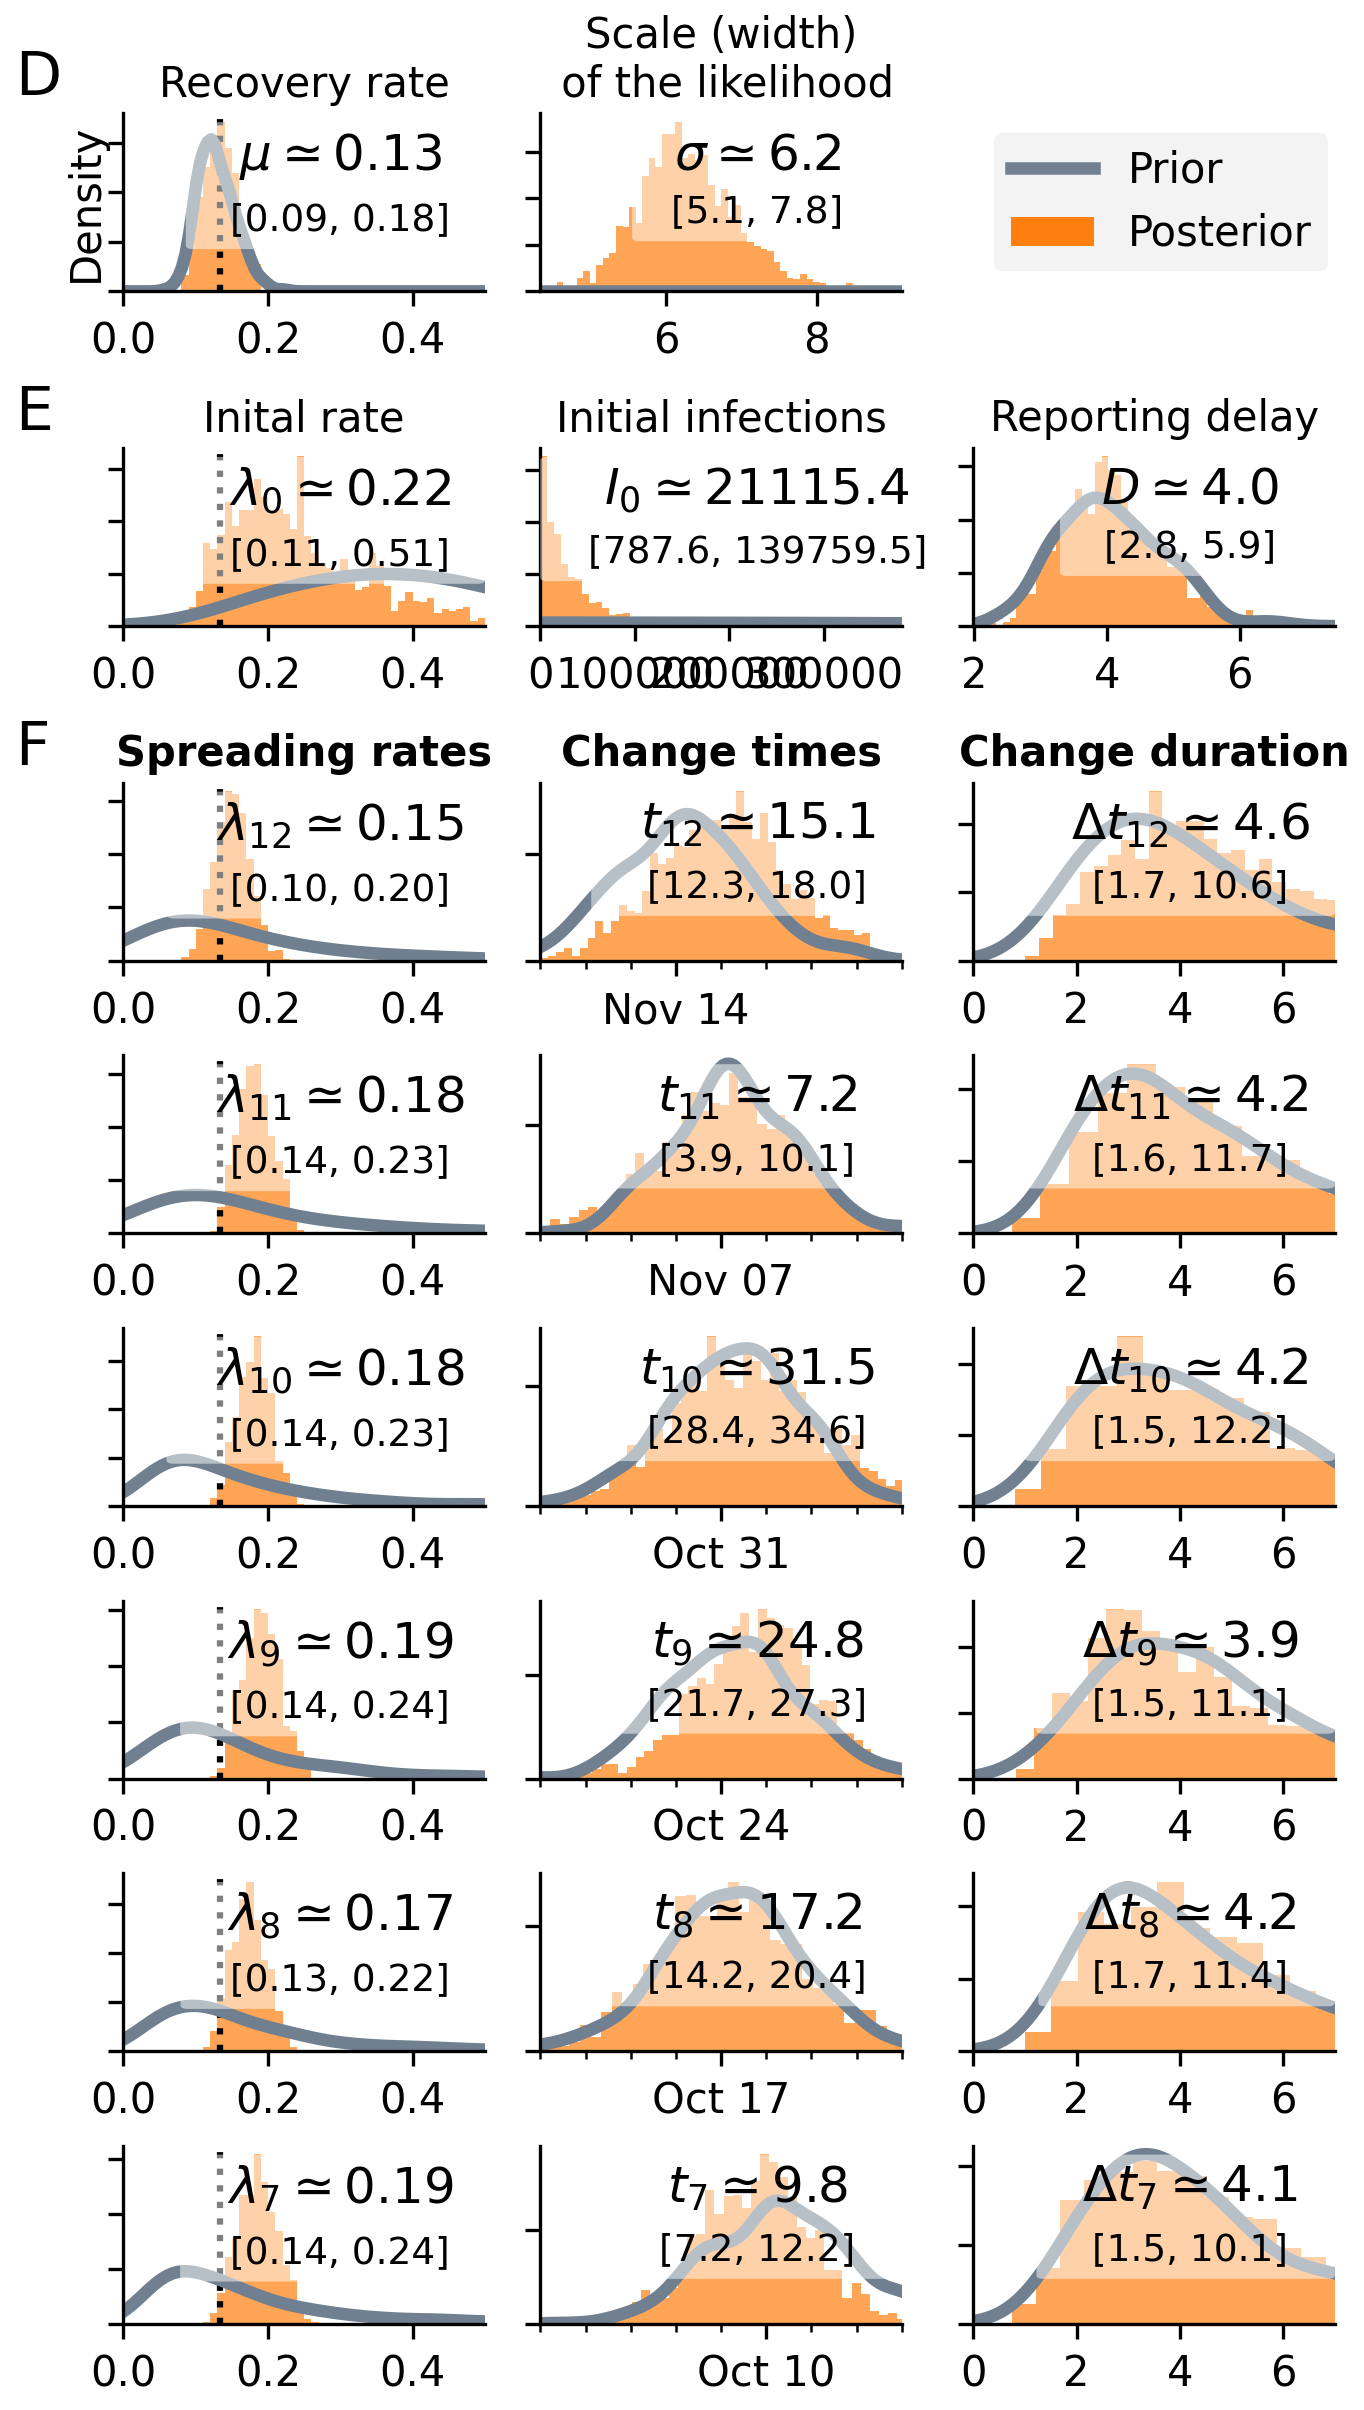 D
Recovery rate
Scale (width)
of the likelihood
Density
μ ≃ 0.13
[0.09, 0.18]
0.0 0.2 0.4
σ ≃ 6.2
[5.1, 7.8]
6 8
Prior
Posterior
E
Inital rate
λ0 ≃ 0.22
[0.11, 0.51]
0.0 0.2 0.4
Initial infections
I0 ≃ 21115.4
[787.6, 139759.5]
0 100000 200000 300000
Reporting delay
D ≃ 4.0
[2.8, 5.9]
2 4 6
F
Spreading rates Change times Change duration
λ12 ≃ 0.15
[0.10, 0.20]
0.0 0.2 0.4
t12 ≃ 15.1
[12.3, 18.0]
Nov 14
Δt12 ≃ 4.6
[1.7, 10.6]
0 2 4 6
λ11 ≃ 0.18
[0.14, 0.23]
0.0 0.2 0.4
t11 ≃ 7.2
[3.9, 10.1]
Nov 07
Δt11 ≃ 4.2
[1.6, 11.7]
0 2 4 6
λ10 ≃ 0.18
[0.14, 0.23]
0.0 0.2 0.4
t10 ≃ 31.5
[28.4, 34.6]
Oct 31
Δt10 ≃ 4.2
[1.5, 12.2]
0 2 4 6
λ9 ≃ 0.19
[0.14, 0.24]
0.0 0.2 0.4
t9 ≃ 24.8
[21.7, 27.3]
Oct 24
Δt9 ≃ 3.9
[1.5, 11.1]
0 2 4 6
λ8 ≃ 0.17
[0.13, 0.22]
0.0 0.2 0.4
t8 ≃ 17.2
[14.2, 20.4]
Oct 17
Δt8 ≃ 4.2
[1.7, 11.4]
0 2 4 6
λ7 ≃ 0.19
[0.14, 0.24]
0.0 0.2 0.4
t7 ≃ 9.8
[7.2, 12.2]
Oct 10
Δt7 ≃ 4.1
[1.5, 10.1]
0 2 4 6